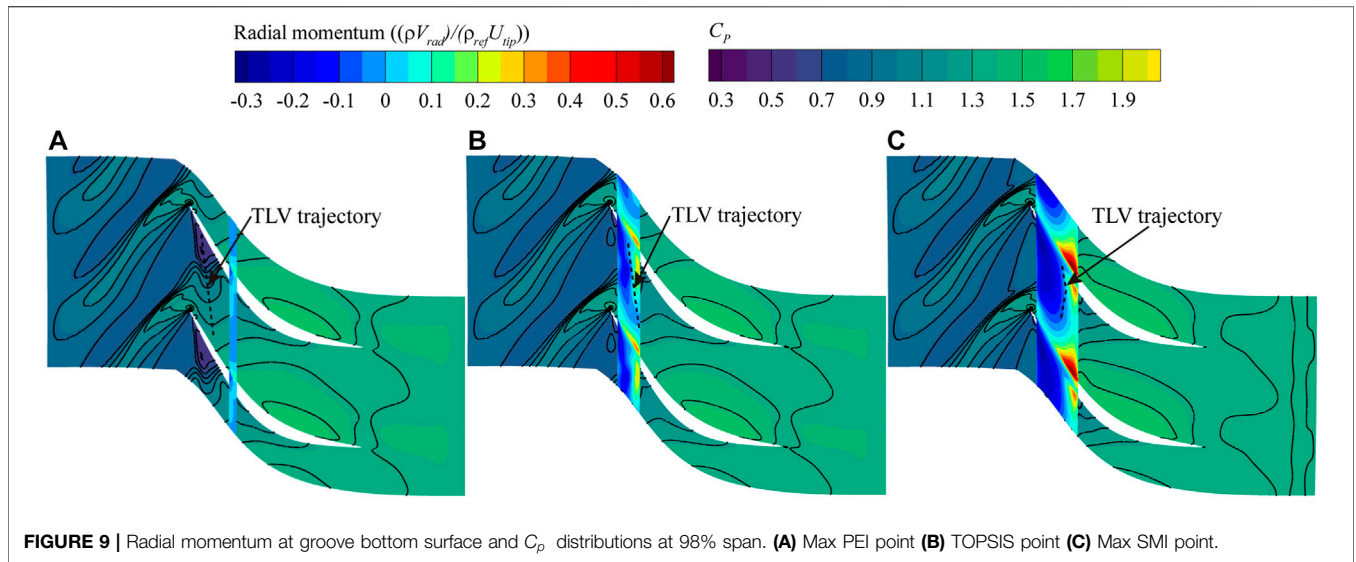 Radial momentum ((ρV_rad)/(ρ_ref U_tip))
-0.3 -0.2 -0.1 0 0.1 0.2 0.3 0.4 0.5 0.6
C_P
0.3 0.5 0.7 0.9 1.1 1.3 1.5 1.7 1.9
A
TLV trajectory
B
TLV trajectory
C
TLV trajectory
FIGURE 9 | Radial momentum at groove bottom surface and C_p distributions at 98% span. (A) Max PEI point (B) TOPSIS point (C) Max SMI point.